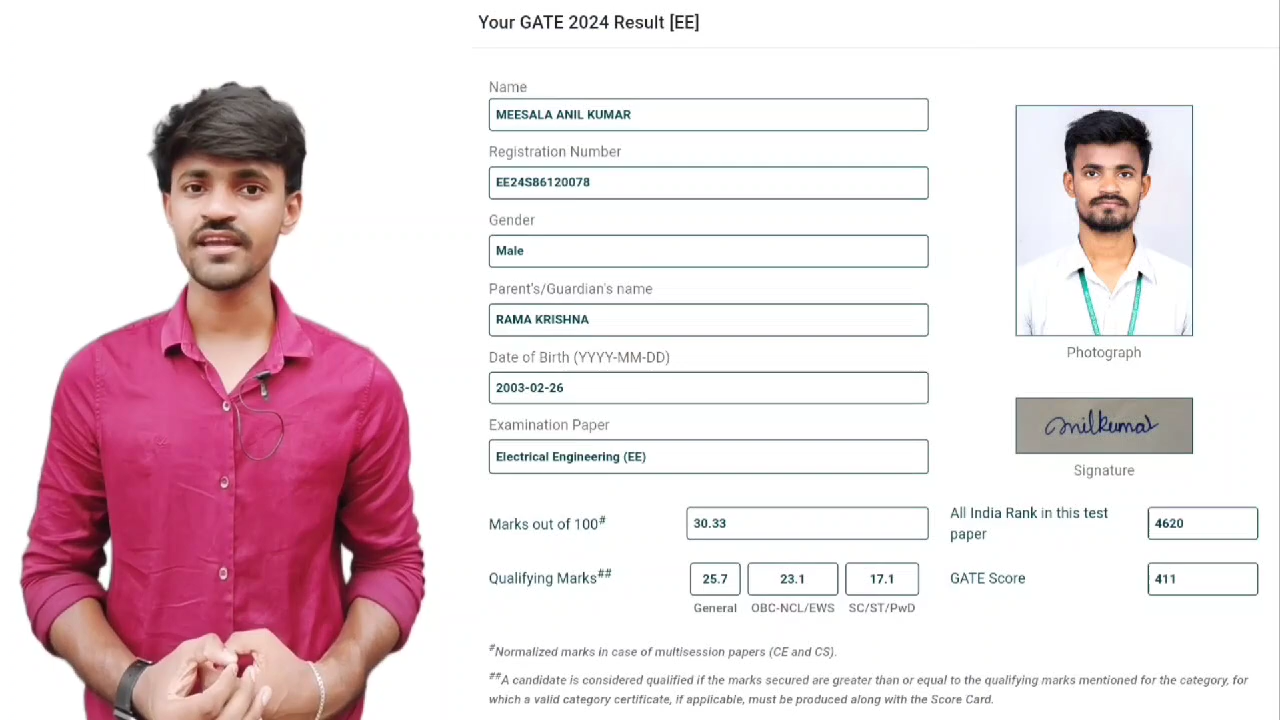 Your GATE 2024 Result [EE]
Name
MEESALA ANIL KUMAR
Registration Number
EE24S86120078
Gender
Male
Parent's/Guardian's name
RAMA KRISHNA
Date of Birth (YYYY-MM-DD)
2003-02-26
Examination Paper
Electrical Engineering (EE)
Photograph
anilkumar
Signature
Marks out of 100#
30.33
All India Rank in this test
paper
4620
Qualifying Marks##
25.7 23.1 17.1
General OBC-NCL/EWS SC/ST/PwD
GATE Score
411
#Normalized marks in case of multisession papers (CE and CS).
##A candidate is considered qualified if the marks secured are greater than or equal to the qualifying marks mentioned for the category, for
which a valid category certificate, if applicable, must be produced along with the Score Card.